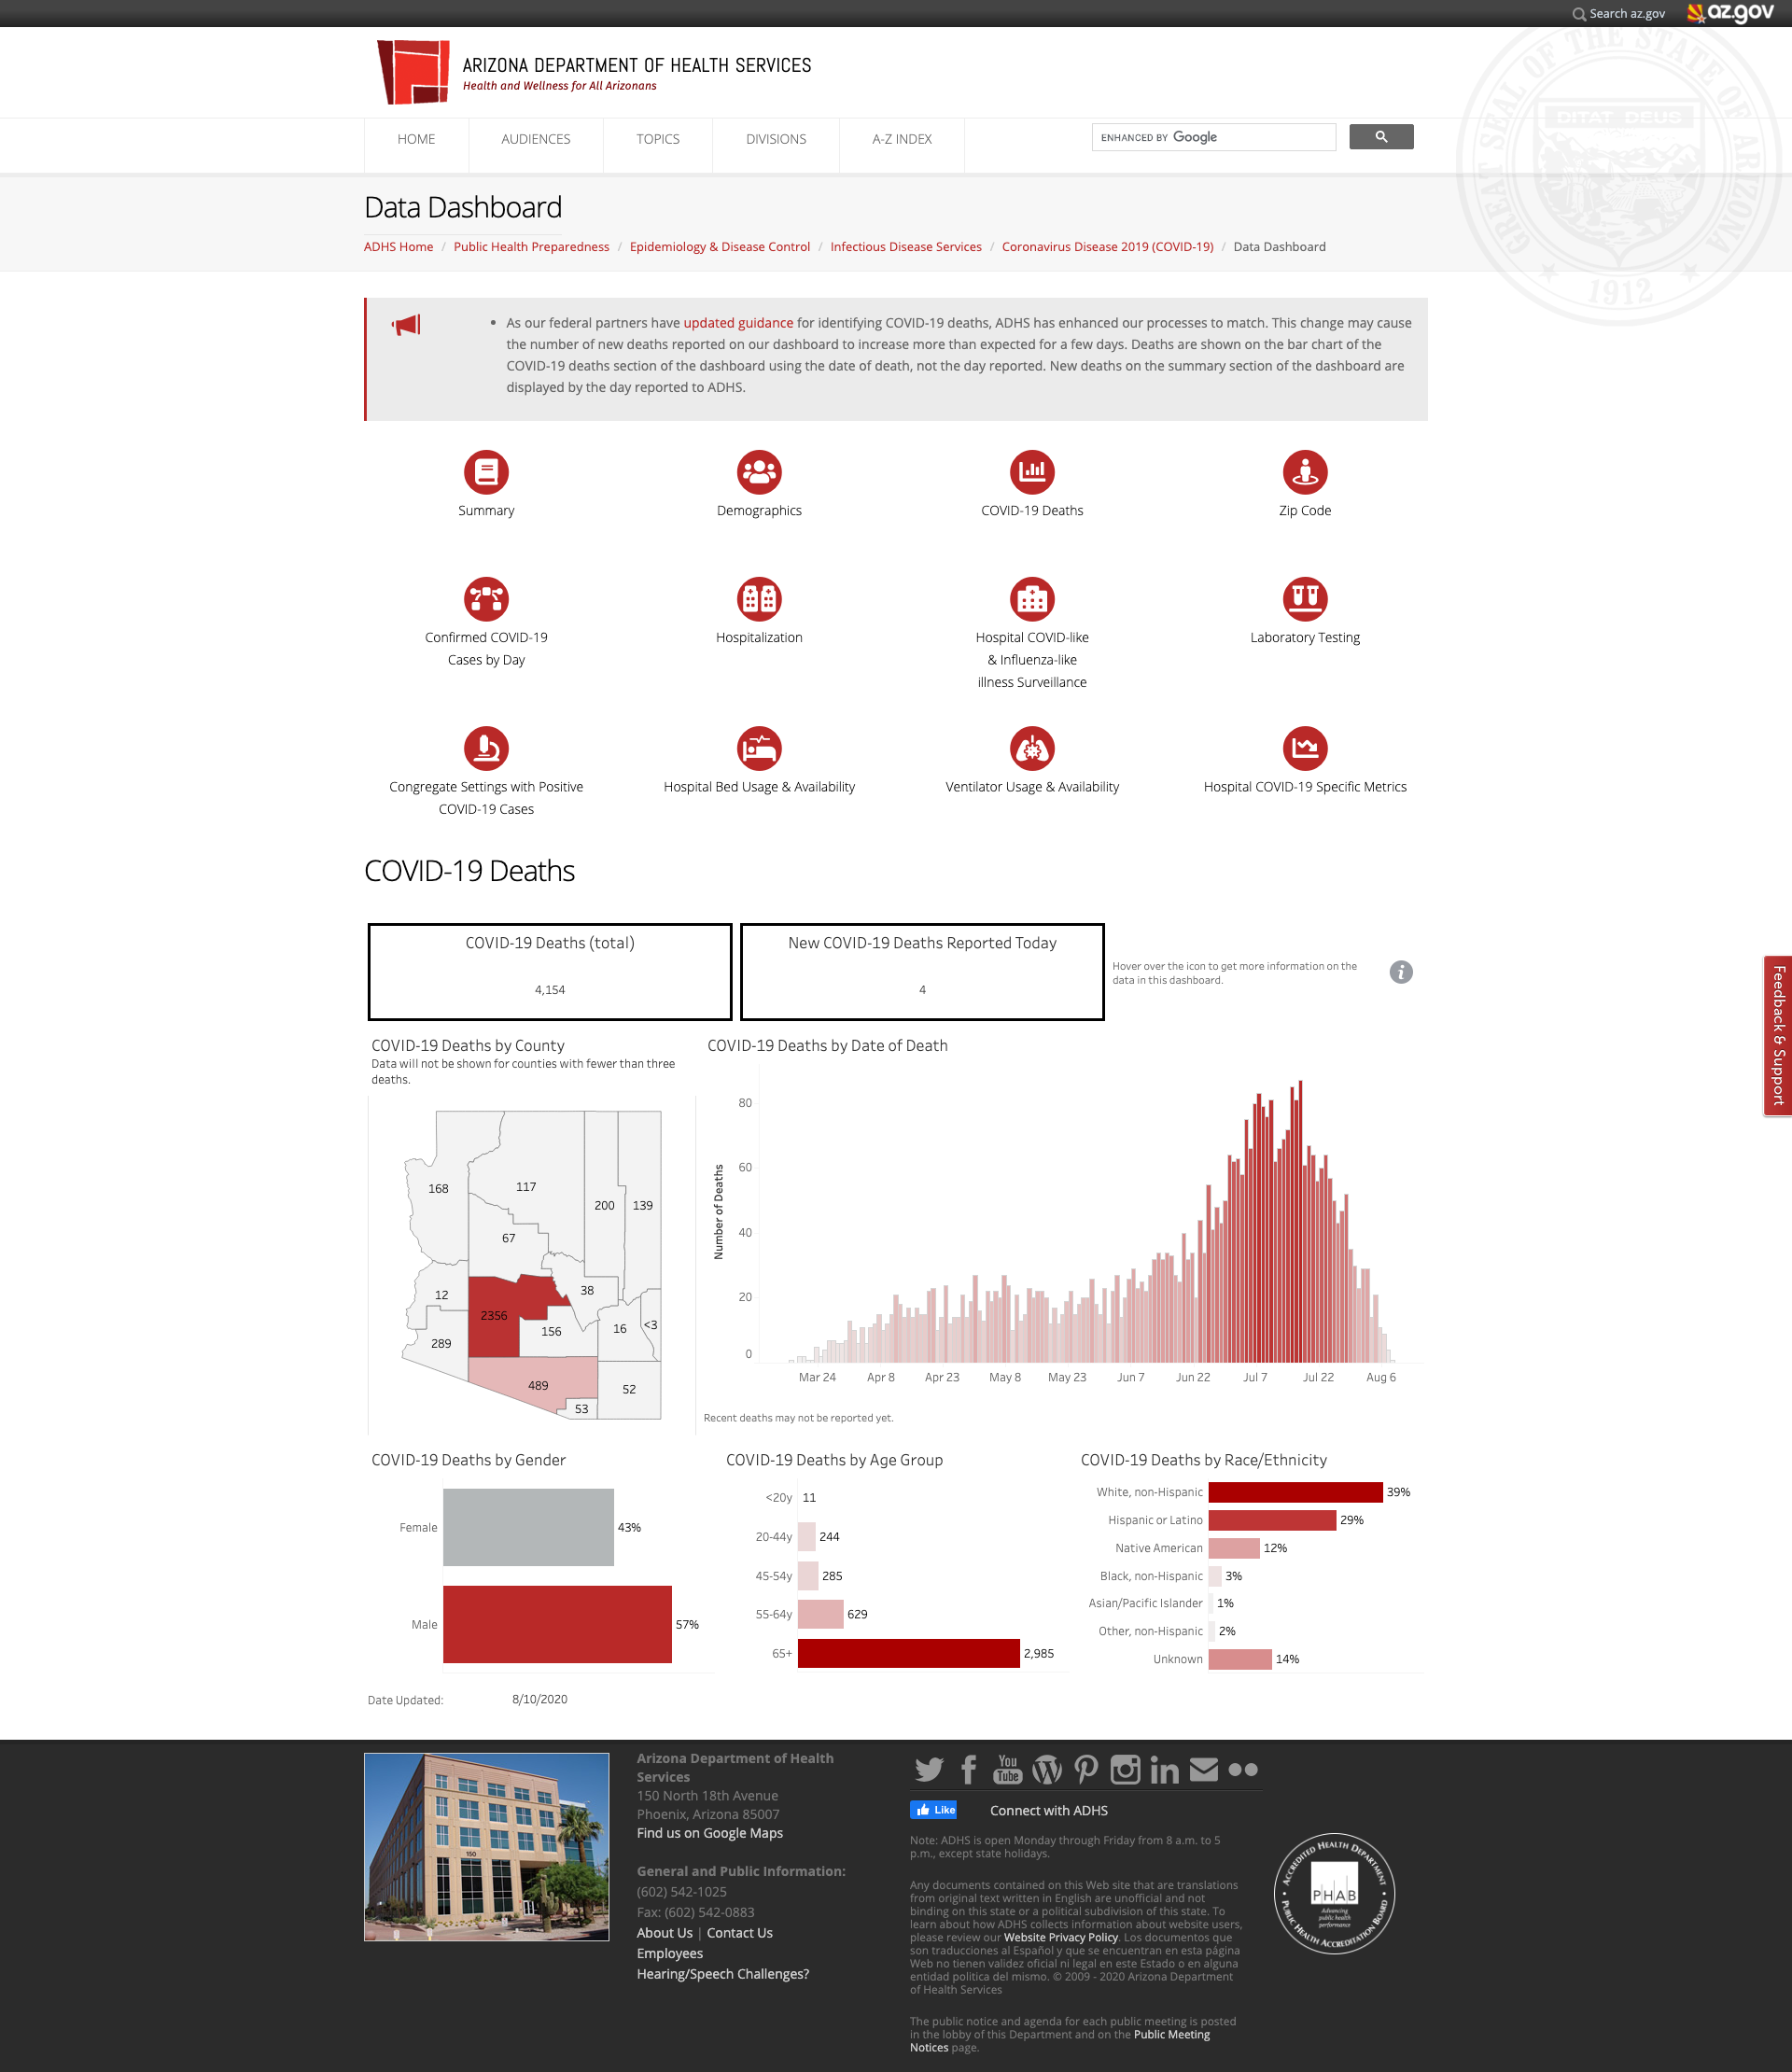 Search az.gov
az.gov
GREAT SEAL OF THE STATE OF ARIZONA
DITAT DEUS
1912
ARIZONA DEPARTMENT OF HEALTH SERVICES
Health and Wellness for All Arizonans
HOME AUDIENCES TOPICS DIVISIONS A-Z INDEX
ENHANCED BY Google
Data Dashboard
ADHS Home / Public Health Preparedness / Epidemiology & Disease Control / Infectious Disease Services / Coronavirus Disease 2019 (COVID-19) / Data Dashboard
• As our federal partners have updated guidance for identifying COVID-19 deaths, ADHS has enhanced our processes to match. This change may cause
the number of new deaths reported on our dashboard to increase more than expected for a few days. Deaths are shown on the bar chart of the
COVID-19 deaths section of the dashboard using the date of death, not the day reported. New deaths on the summary section of the dashboard are
displayed by the day reported to ADHS.
Summary
Demographics
COVID-19 Deaths
Zip Code
Confirmed COVID-19
Cases by Day
Hospitalization
Hospital COVID-like
& Influenza-like
illness Surveillance
Laboratory Testing
Congregate Settings with Positive
COVID-19 Cases
Hospital Bed Usage & Availability
Ventilator Usage & Availability
Hospital COVID-19 Specific Metrics
COVID-19 Deaths
COVID-19 Deaths (total)
4,154
New COVID-19 Deaths Reported Today
4
Hover over the icon to get more information on the
data in this dashboard.
Feedback & Support
COVID-19 Deaths by County
Data will not be shown for counties with fewer than three
deaths.
168
117
200
139
67
12
38
2356
289
156
16
<3
489
52
53
COVID-19 Deaths by Date of Death
Number of Deaths
80
60
40
20
0
Mar 24 Apr 8 Apr 23 May 8 May 23 Jun 7 Jun 22 Jul 7 Jul 22 Aug 6
Recent deaths may not be reported yet.
COVID-19 Deaths by Gender
Female 43%
Male 57%
COVID-19 Deaths by Age Group
<20y 11
20-44y 244
45-54y 285
55-64y 629
65+ 2,985
COVID-19 Deaths by Race/Ethnicity
White, non-Hispanic 39%
Hispanic or Latino 29%
Native American 12%
Black, non-Hispanic 3%
Asian/Pacific Islander 1%
Other, non-Hispanic 2%
Unknown 14%
Date Updated: 8/10/2020
150
Arizona Department of Health
Services
150 North 18th Avenue
Phoenix, Arizona 85007
Find us on Google Maps
General and Public Information:
(602) 542-1025
Fax: (602) 542-0883
About Us | Contact Us
Employees
Hearing/Speech Challenges?
You
Tube
in
Like
Connect with ADHS
Note: ADHS is open Monday through Friday from 8 a.m. to 5
p.m., except state holidays.
Any documents contained on this Web site that are translations
from original text written in English are unofficial and not
binding on this state or a political subdivision of this state. To
learn about how ADHS collects information about website users,
please review our Website Privacy Policy. Los documentos que
son traducciones al Español y que se encuentran en esta página
Web no tienen validez oficial ni legal en este Estado o en alguna
entidad politica del mismo. © 2009 - 2020 Arizona Department
of Health Services
The public notice and agenda for each public meeting is posted
in the lobby of this Department and on the Public Meeting
Notices page.
ACCREDITED HEALTH DEPARTMENT
PHAB
Advancing
public health
performance
PUBLIC HEALTH ACCREDITATION BOARD